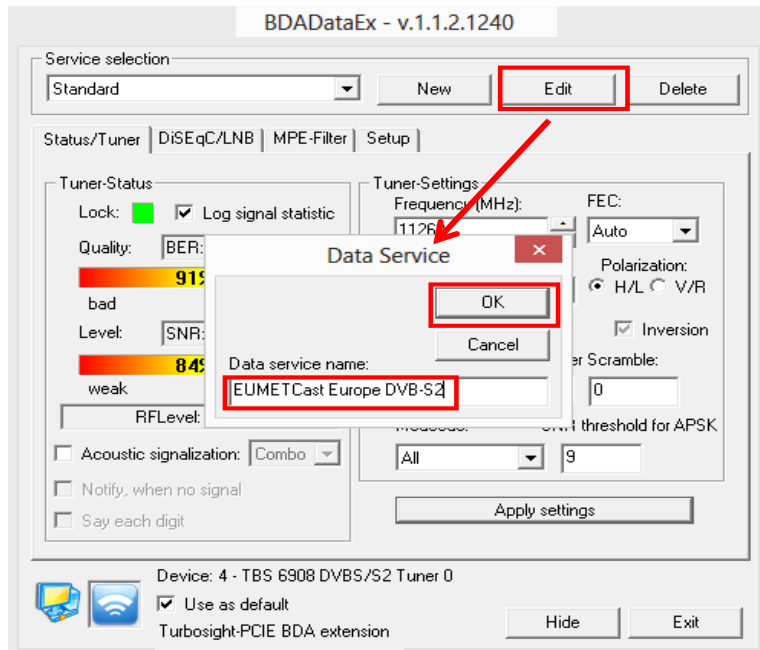 BDADataEx - v.1.1.2.1240
Service selection
Standard New Edit Delete
Status/Tuner DiSEqC/LNB MPE-Filter Setup
Tuner-Status
Tuner-Settings
Lock: Log signal statistic
Frequency (MHz): FEC:
1126 Auto
Quality: BER:
Data Service
Polarization:
91%
H/L V/R
bad
OK
Level: SNR:
Inversion
Cancel
Data service name:
Scramble:
84%
EUMETCast Europe DVB-S2
0
weak
RFLevel:
threshold for APSK
Acoustic signalization: Combo
All 9
Notify, when no signal
Say each digit
Apply settings
Device: 4 - TBS 6908 DVBS/S2 Tuner 0
Use as default
Turbosight-PCIE BDA extension
Hide Exit